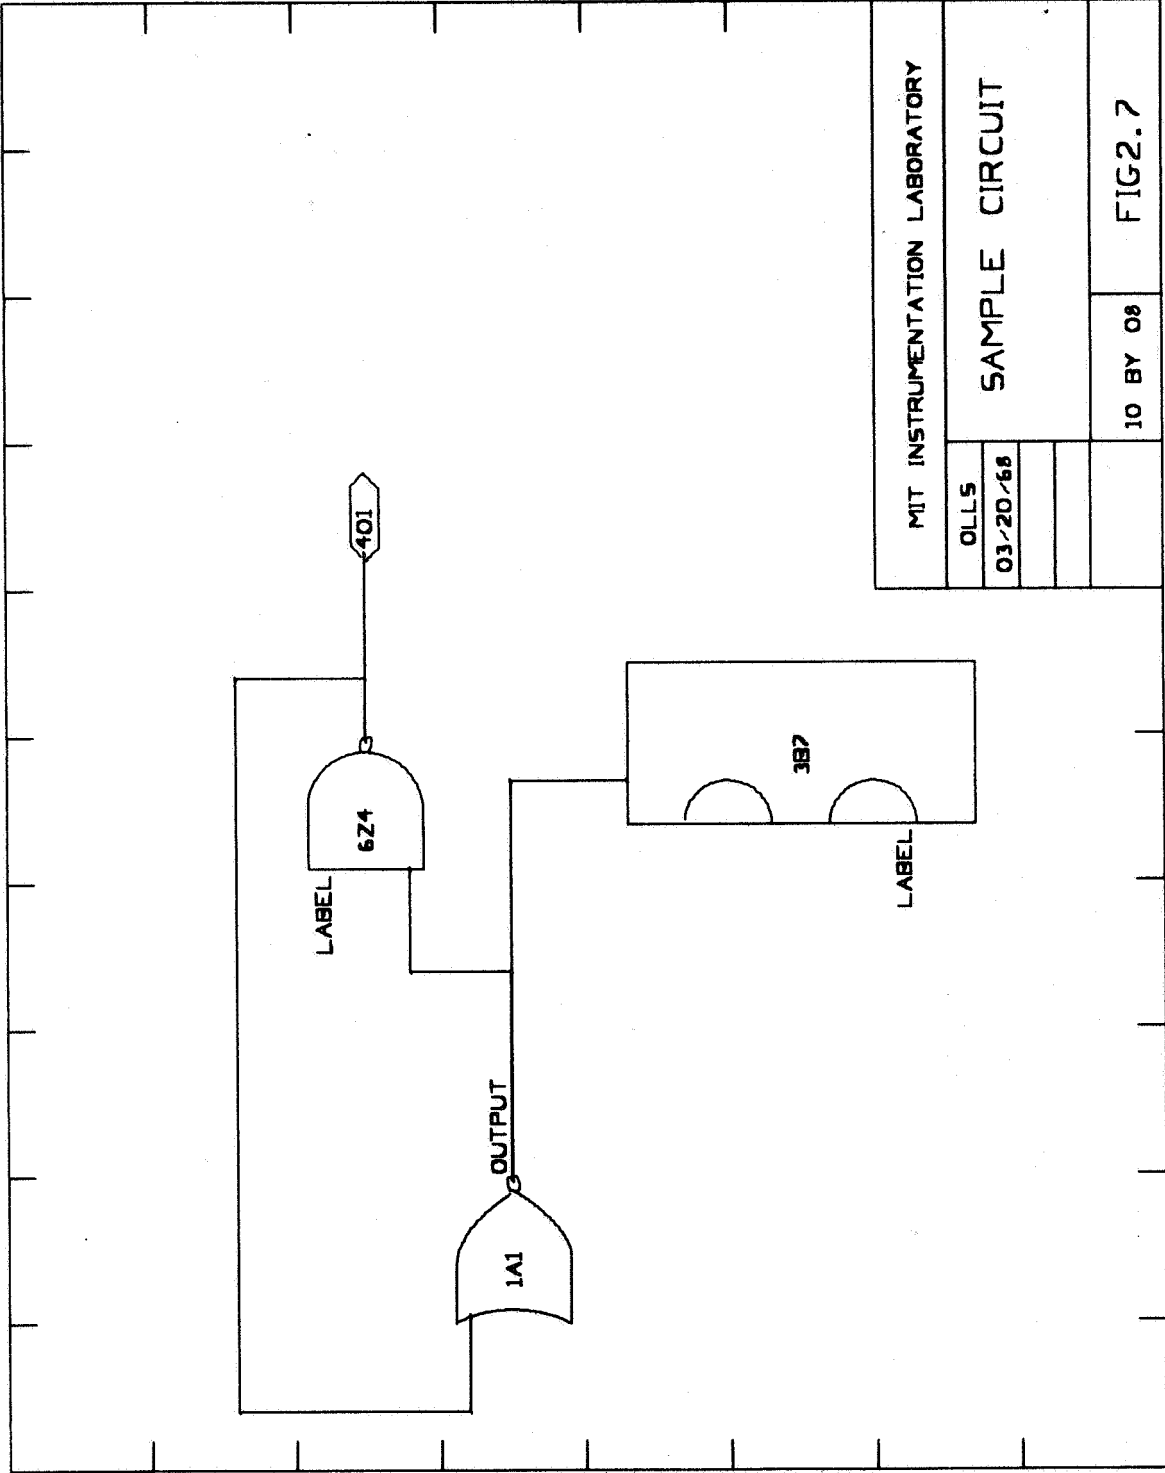 401
6Z4
LABEL
OUTPUT
1A1
3B7
LABEL
MIT INSTRUMENTATION LABORATORY
OLLS
03/20/68
SAMPLE CIRCUIT
10 BY 08
FIG2.7